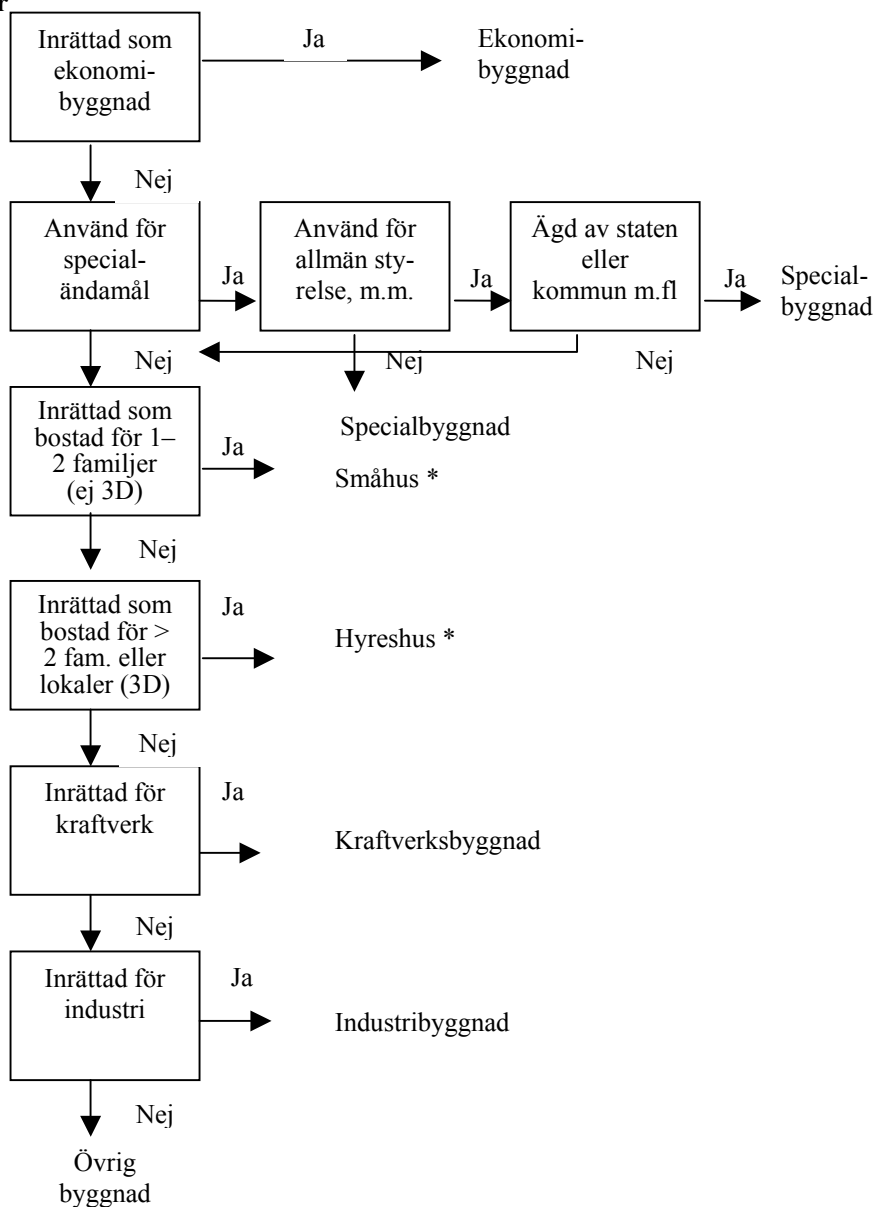 r
Inrättad som
ekonomi-
byggnad
Ja
Ekonomi-
byggnad
Nej
Använd för
special-
ändamål
Ja
Använd för
allmän sty-
relse, m.m.
Ja
Ägd av staten
eller
kommun m.fl
Ja
Special-
byggnad
Nej
Nej
Nej
Specialbyggnad
Inrättad som
bostad för 1–
2 familjer
(ej 3D)
Ja
Småhus *
Nej
Inrättad som
bostad för >
2 fam. eller
lokaler (3D)
Ja
Hyreshus *
Nej
Inrättad för
kraftverk
Ja
Kraftverksbyggnad
Nej
Inrättad för
industri
Ja
Industribyggnad
Nej
Övrig
byggnad